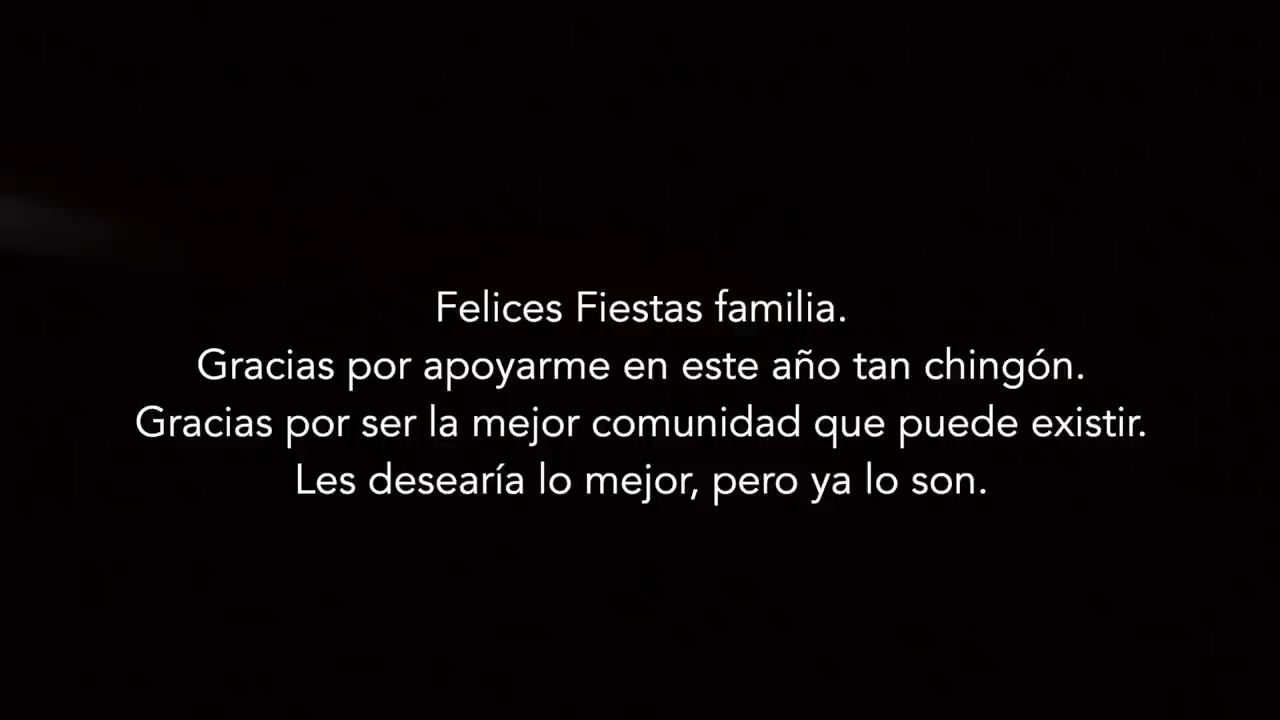 Felices Fiestas familia.
Gracias por apoyarme en este año tan chingón.
Gracias por ser la mejor comunidad que puede existir.
Les desearía lo mejor, pero ya lo son.